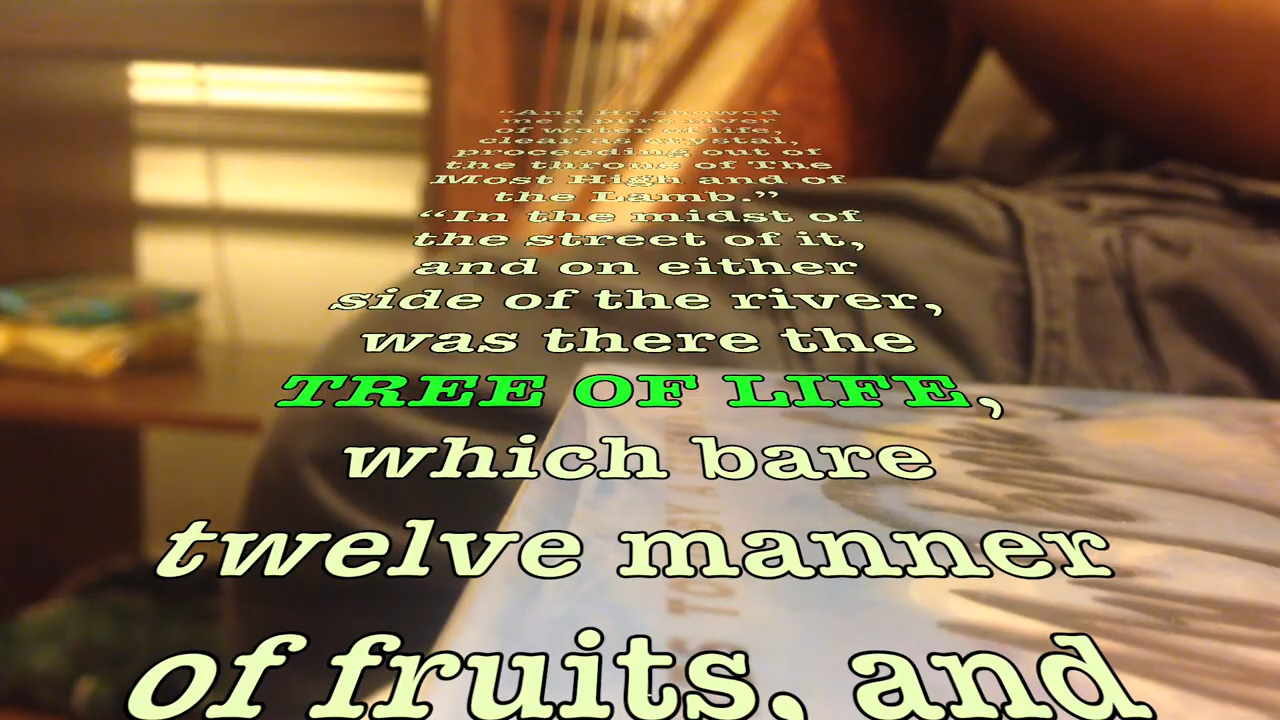 “And He showed
me a pure river
of water of life,
clear as crystal,
proceeding out of
the throne of The
Most High and of
the Lamb.”
“In the midst of
the street of it,
and on either
side of the river,
was there the
TREE OF LIFE,
which bare
twelve manner
of fruits, and